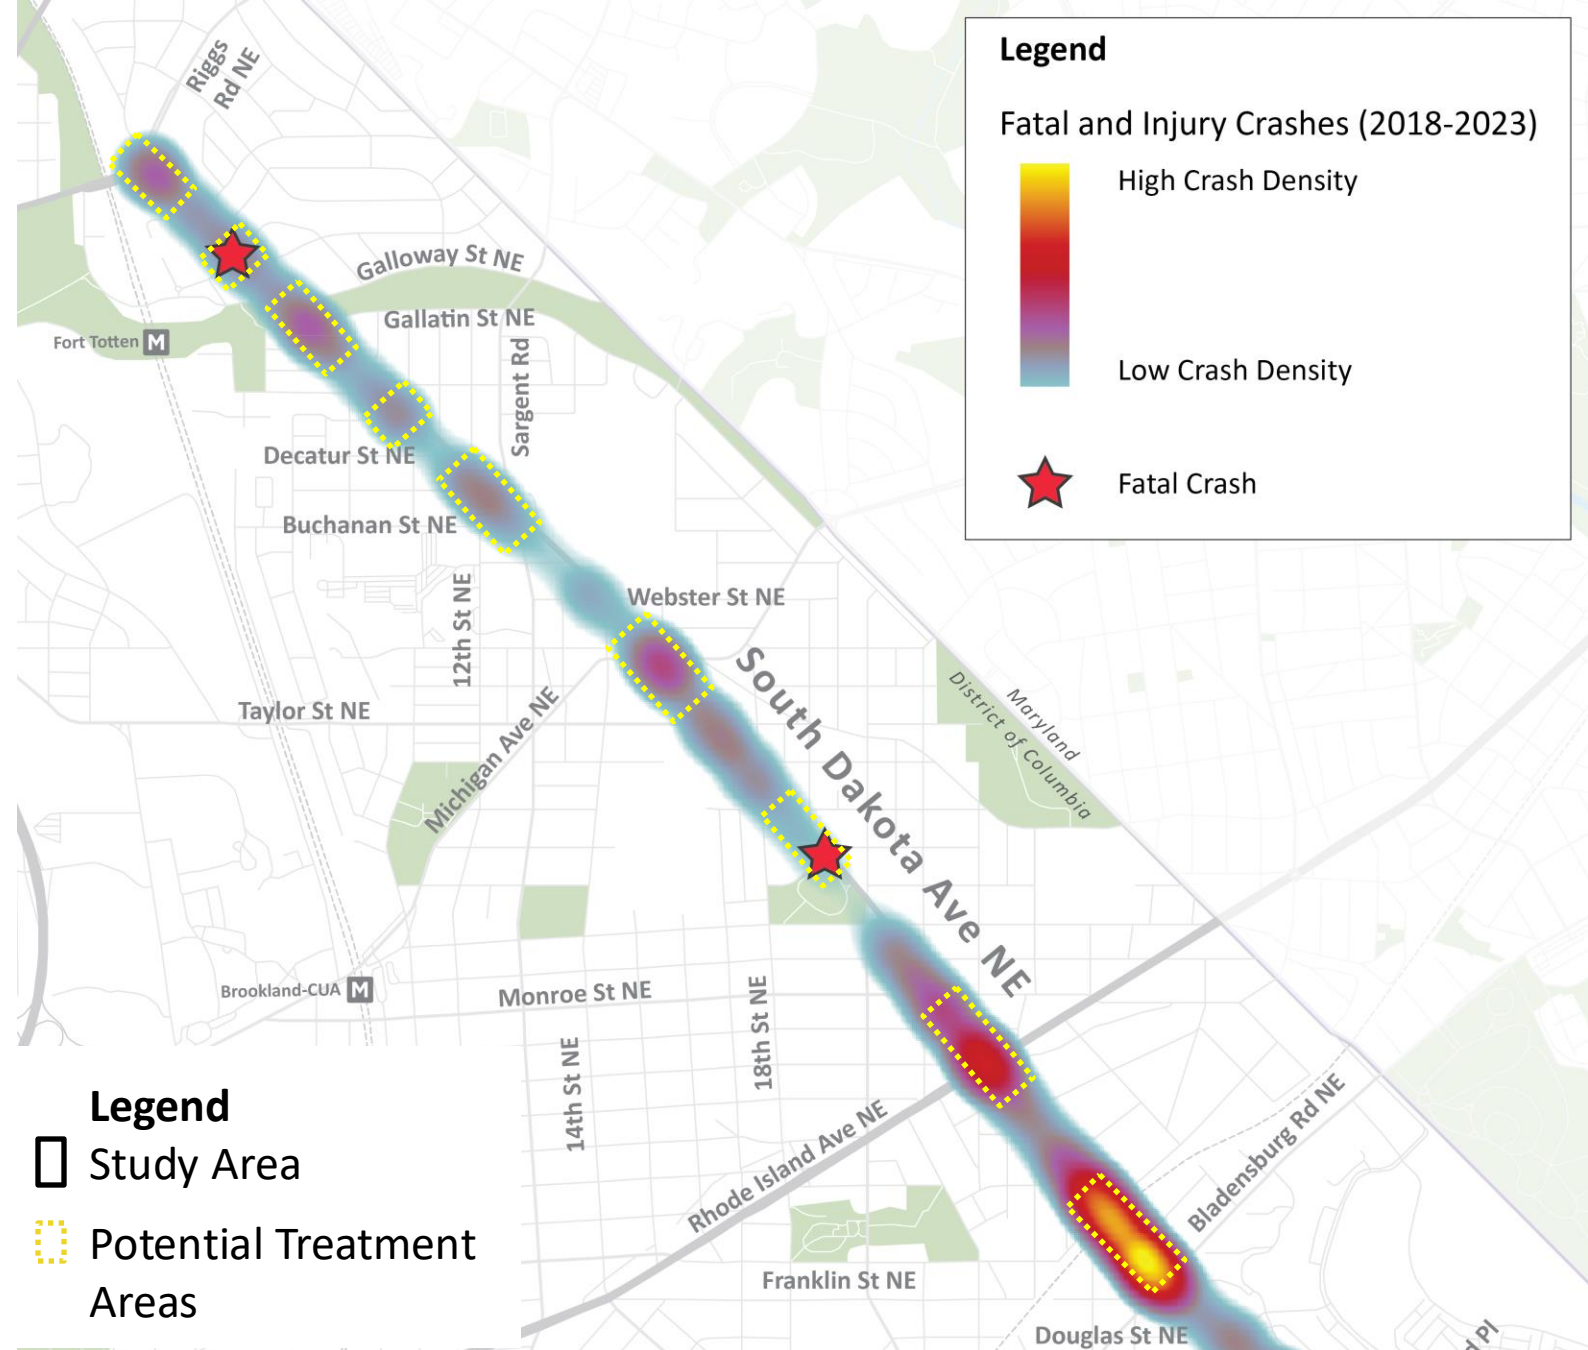 Riggs
Rd NE
Legend
Fatal and Injury Crashes (2018-2023)
High Crash Density
Low Crash Density
Fatal Crash
Galloway St NE
Gallatin St NE
Fort Totten M
Sargent Rd
Decatur St NE
Buchanan St NE
12th St NE
Webster St NE
South Dakota Ave NE
Maryland
District of Columbia
Taylor St NE
Michigan Ave NE
Brookland-CUA M
Monroe St NE
18th St NE
14th St NE
Rhode Island Ave NE
Bladensburg Rd NE
Legend
Study Area
Potential Treatment
Areas
Franklin St NE
Douglas St NE
d Pl